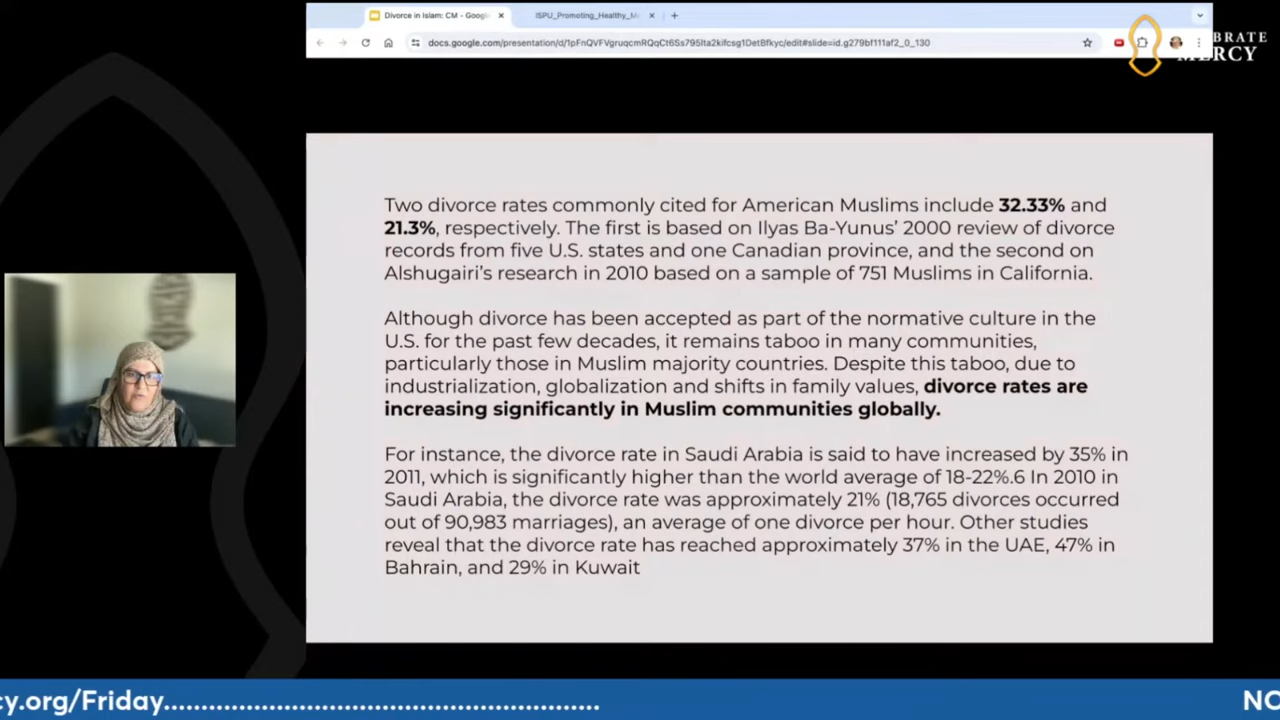 Divorce in Islam: CM - Googl
ISPU_Promoting_Healthy_M
docs.google.com/presentation/d/1pFnQVFVgruqcmRQqCt6Ss795lta2kifcsg1DetBfkyc/edit#slide=id.g279bf111af2_0_130
BRATE
MERCY
Two divorce rates commonly cited for American Muslims include 32.33% and
21.3%, respectively. The first is based on Ilyas Ba-Yunus’ 2000 review of divorce
records from five U.S. states and one Canadian province, and the second on
Alshugairi’s research in 2010 based on a sample of 751 Muslims in California.
Although divorce has been accepted as part of the normative culture in the
U.S. for the past few decades, it remains taboo in many communities,
particularly those in Muslim majority countries. Despite this taboo, due to
industrialization, globalization and shifts in family values, divorce rates are
increasing significantly in Muslim communities globally.
For instance, the divorce rate in Saudi Arabia is said to have increased by 35% in
2011, which is significantly higher than the world average of 18-22%.6 In 2010 in
Saudi Arabia, the divorce rate was approximately 21% (18,765 divorces occurred
out of 90,983 marriages), an average of one divorce per hour. Other studies
reveal that the divorce rate has reached approximately 37% in the UAE, 47% in
Bahrain, and 29% in Kuwait
cy.org/Friday.........................................................
NO